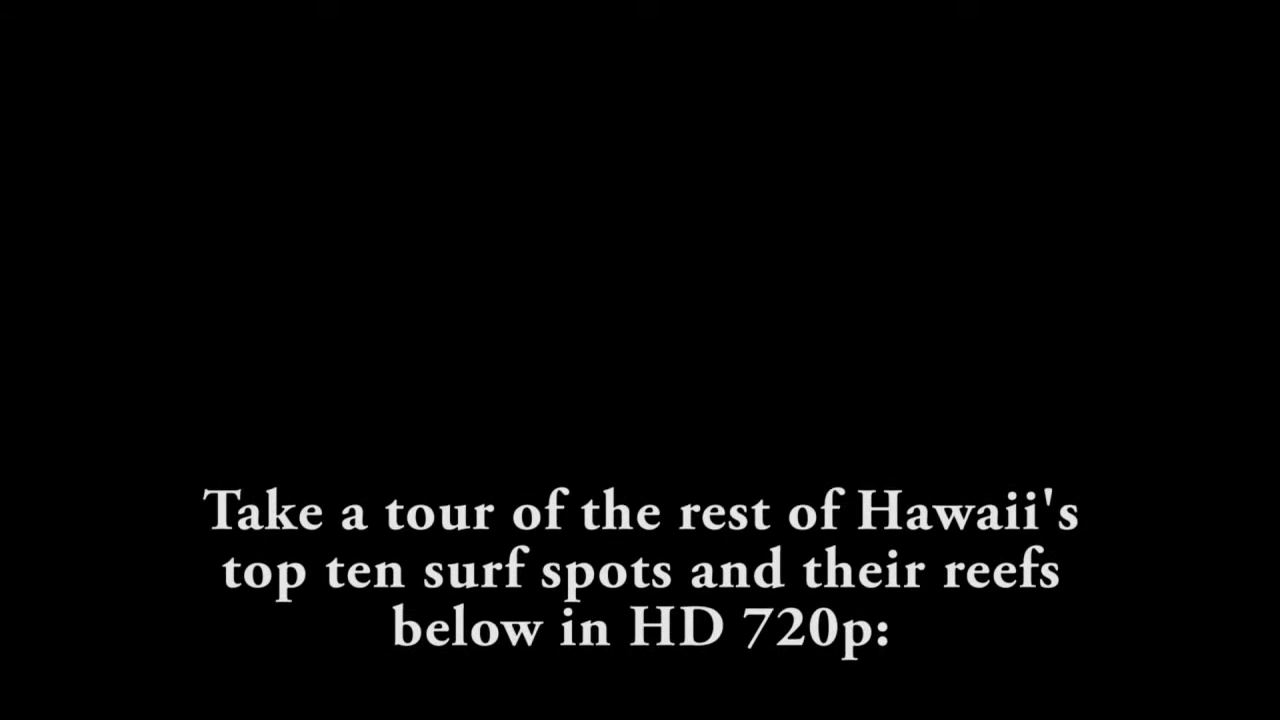 Take a tour of the rest of Hawaii's
top ten surf spots and their reefs
below in HD 720p: